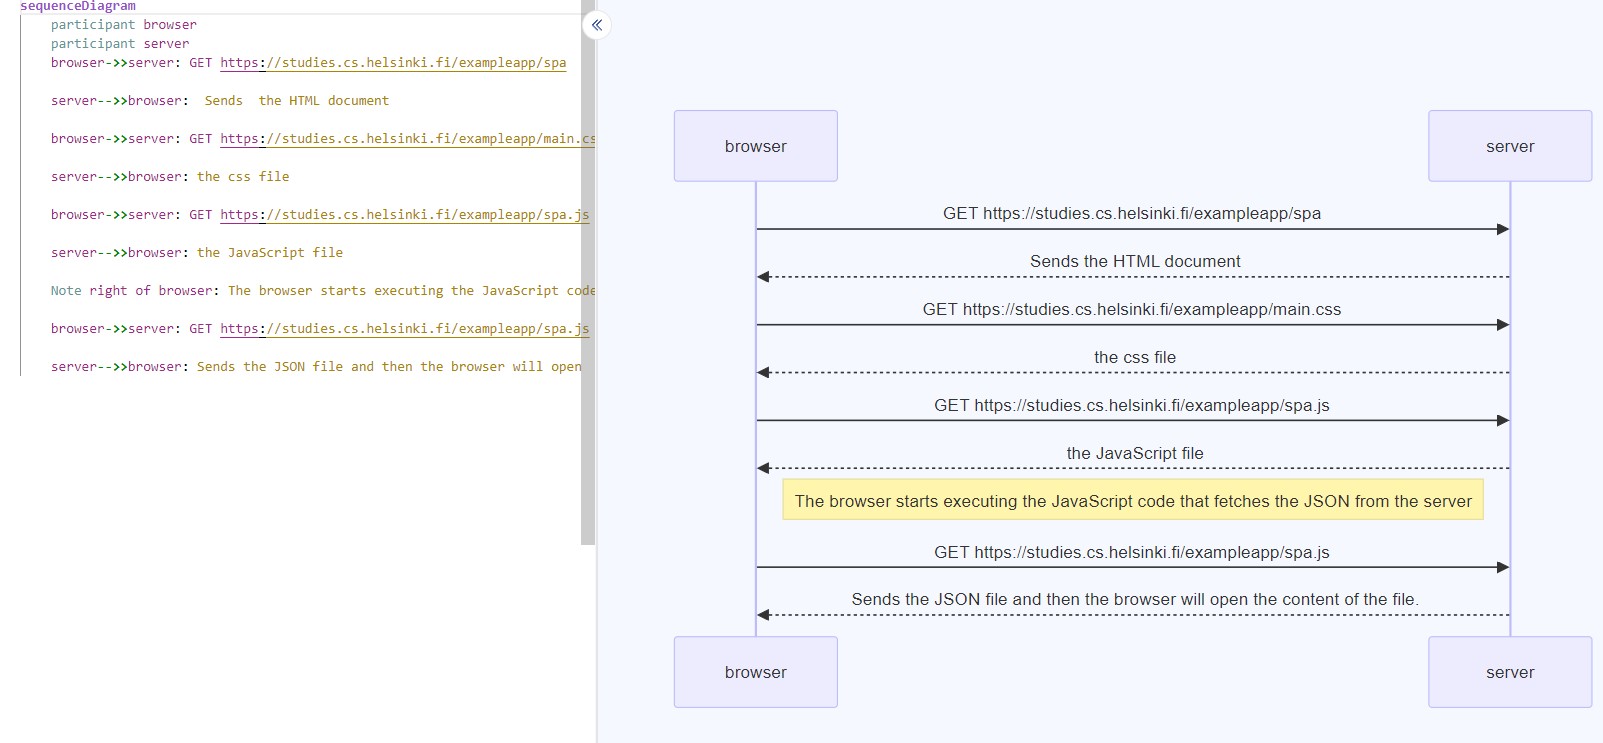 sequenceDiagram
participant browser
participant server
browser->>server: GET https://studies.cs.helsinki.fi/exampleapp/spa
server-->>browser:  Sends  the HTML document
browser->>server: GET https://studies.cs.helsinki.fi/exampleapp/main.cs
server-->>browser: the css file
browser->>server: GET https://studies.cs.helsinki.fi/exampleapp/spa.js
server-->>browser: the JavaScript file
Note right of browser: The browser starts executing the JavaScript code
browser->>server: GET https://studies.cs.helsinki.fi/exampleapp/spa.js
server-->>browser: Sends the JSON file and then the browser will open
browser
server
GET https://studies.cs.helsinki.fi/exampleapp/spa
Sends the HTML document
GET https://studies.cs.helsinki.fi/exampleapp/main.css
the css file
GET https://studies.cs.helsinki.fi/exampleapp/spa.js
the JavaScript file
The browser starts executing the JavaScript code that fetches the JSON from the server
GET https://studies.cs.helsinki.fi/exampleapp/spa.js
Sends the JSON file and then the browser will open the content of the file.
browser
server